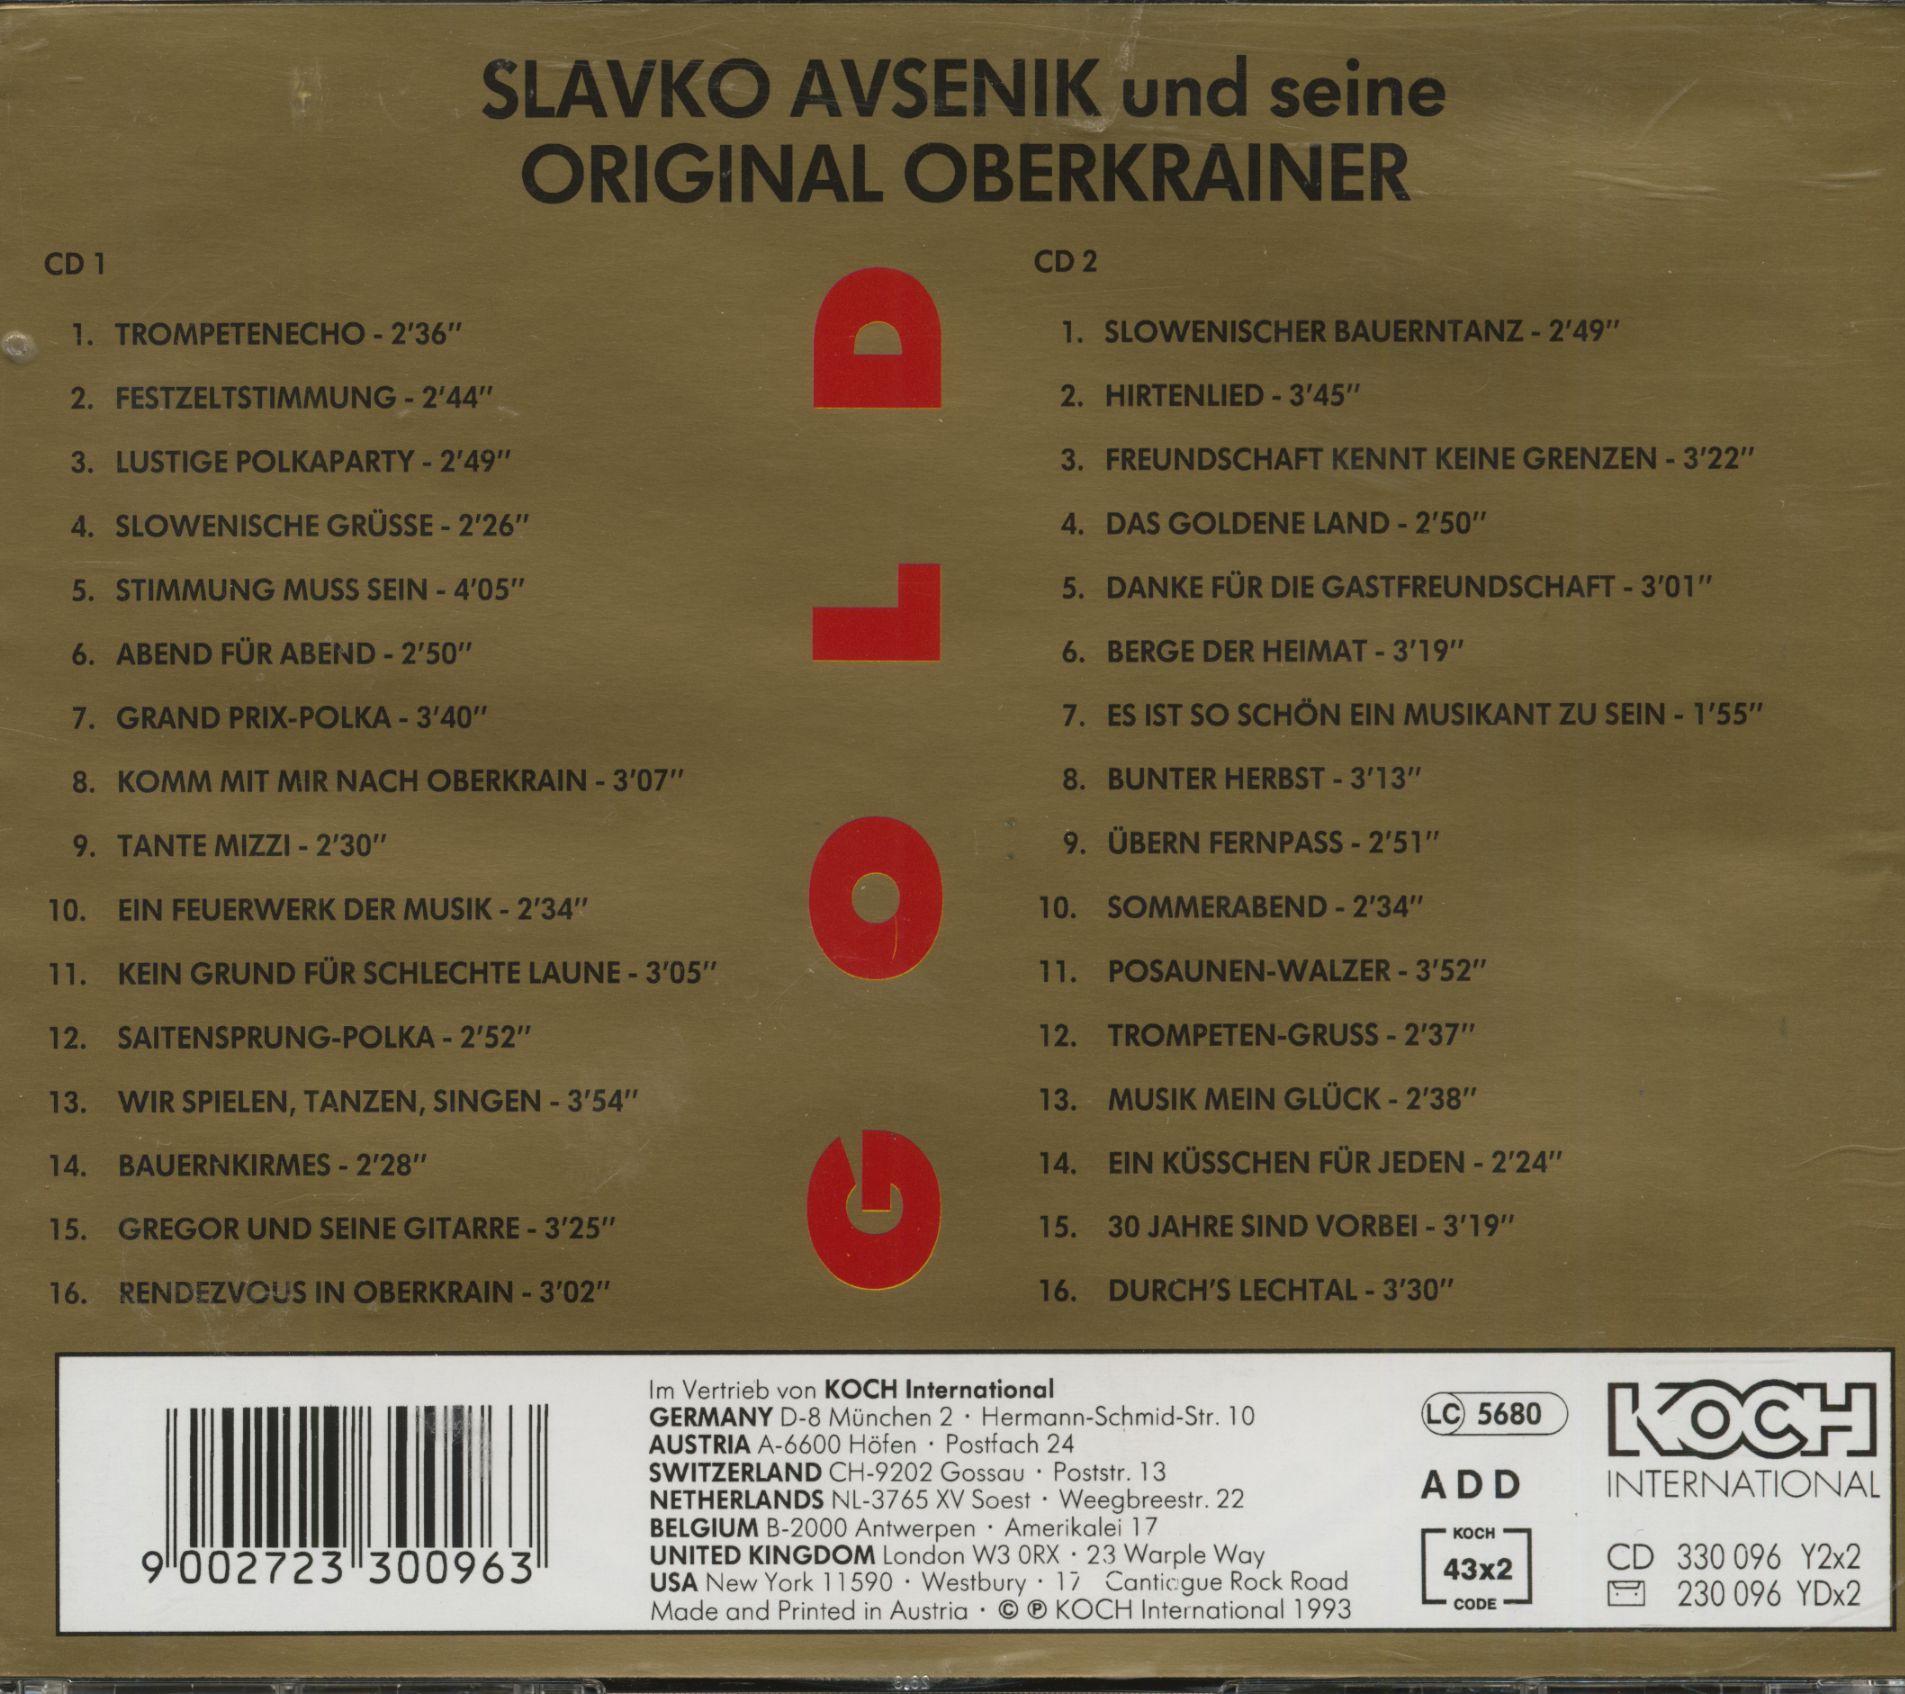 SLAVKO AVSENIK und seine
ORIGINAL OBERKRAINER
CD 1
1. TROMPETENECHO - 2'36"
2. FESTZELTSTIMMUNG - 2'44"
3. LUSTIGE POLKAPARTY - 2'49"
4. SLOWENISCHE GRÜSSE - 2'26"
5. STIMMUNG MUSS SEIN - 4'05"
6. ABEND FÜR ABEND - 2'50"
7. GRAND PRIX-POLKA - 3'40"
8. KOMM MIT MIR NACH OBERKRAIN - 3'07"
9. TANTE MIZZI - 2'30"
10. EIN FEUERWERK DER MUSIK - 2'34"
11. KEIN GRUND FÜR SCHLECHTE LAUNE - 3'05"
12. SAITENSPRUNG-POLKA - 2'52"
13. WIR SPIELEN, TANZEN, SINGEN - 3'54"
14. BAUERNKIRMES - 2'28"
15. GREGOR UND SEINE GITARRE - 3'25"
16. RENDEZVOUS IN OBERKRAIN - 3'02"
GOLD
CD 2
1. SLOWENISCHER BAUERNTANZ - 2'49"
2. HIRTENLIED - 3'45"
3. FREUNDSCHAFT KENNT KEINE GRENZEN - 3'22"
4. DAS GOLDENE LAND - 2'50"
5. DANKE FÜR DIE GASTFREUNDSCHAFT - 3'01"
6. BERGE DER HEIMAT - 3'19"
7. ES IST SO SCHÖN EIN MUSIKANT ZU SEIN - 1'55"
8. BUNTER HERBST - 3'13"
9. ÜBERN FERNPASS - 2'51"
10. SOMMERABEND - 2'34"
11. POSAUNEN-WALZER - 3'52"
12. TROMPETEN-GRUSS - 2'37"
13. MUSIK MEIN GLÜCK - 2'38"
14. EIN KÜSSCHEN FÜR JEDEN - 2'24"
15. 30 JAHRE SIND VORBEI - 3'19"
16. DURCH'S LECHTAL - 3'30"
9 002723 300963
Im Vertrieb von KOCH International
GERMANY D-8 München 2 · Hermann-Schmid-Str. 10
AUSTRIA A-6600 Höfen · Postfach 24
SWITZERLAND CH-9202 Gossau · Poststr. 13
NETHERLANDS NL-3765 XV Soest · Weegbreestr. 22
BELGIUM B-2000 Antwerpen · Amerikalei 17
UNITED KINGDOM London W3 0RX · 23 Warple Way
USA New York 11590 · Westbury · 17 Cantiague Rock Road
Made and Printed in Austria · © ℗ KOCH International 1993
LC 5680
ADD
KOCH
43x2
CODE
KOCH
INTERNATIONAL
CD 330 096 Y2x2
230 096 YDx2